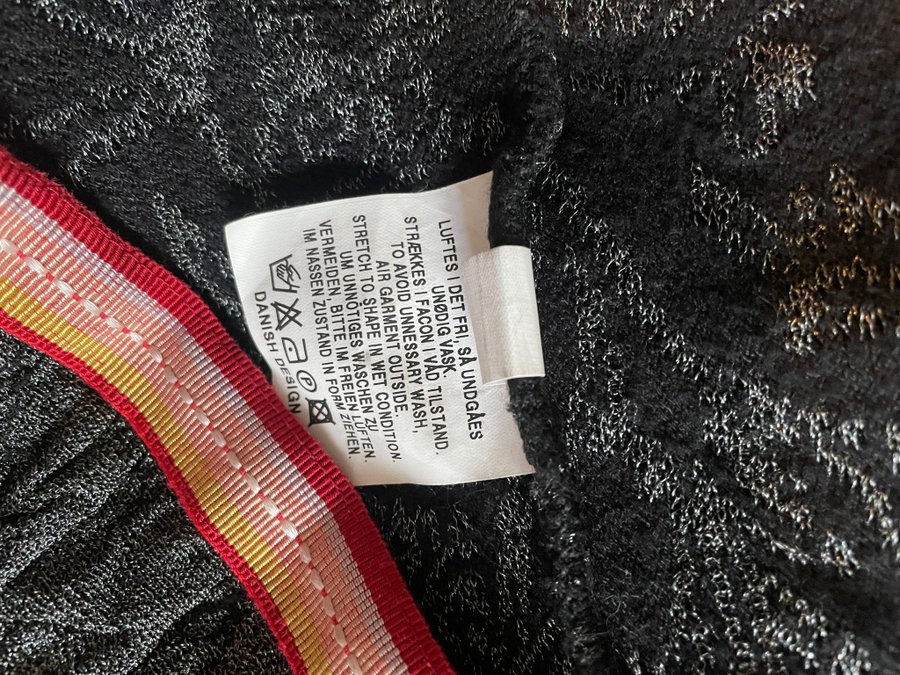 LUFTES I DET FRI, SÅ UNDGÅES
UNØDIG VASK.
STRÆKKES I FACON I VÅD TILSTAND.
TO AVOID UNNESSARY WASH,
AIR GARMENT OUTSIDE.
STRETCH TO SHAPE IN WET CONDITION.
UM UNNÖTIGES WASCHEN ZU
VERMEIDEN BITTE IM FREIEN LÜFTEN.
IM NASSEN ZUSTAND IN FORM ZIEHEN.
P
DANISH DESIGN